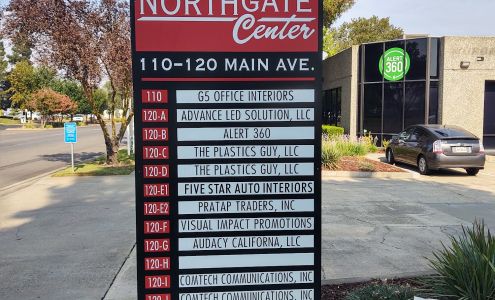 NORTHGATE
Center
110-120 MAIN AVE.
110 G5 OFFICE INTERIORS
120-A ADVANCE LED SOLUTION, LLC
120-B ALERT 360
120-C THE PLASTICS GUY, LLC
120-D THE PLASTICS GUY, LLC
120-E1 FIVE STAR AUTO INTERIORS
120-E2 PRATAP TRADERS, INC
120-F VISUAL IMPACT PROMOTIONS
120-G AUDACY CALIFORNA, LLC
120-H
120-I COMTECH COMMUNICATIONS, INC
120-J COMTECH COMMUNICATIONS, INC
ALERT
360